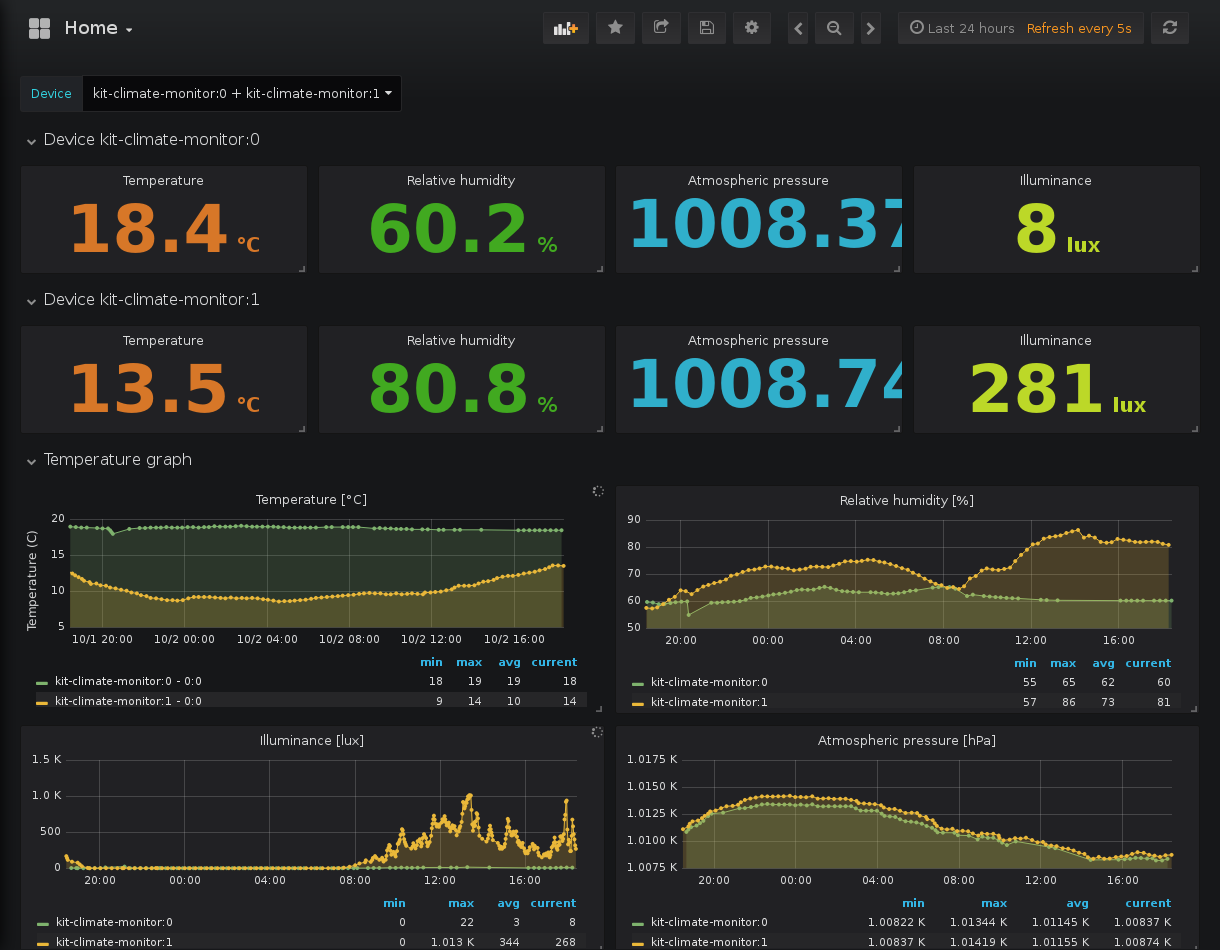 Home
Last 24 hours Refresh every 5s
Device kit-climate-monitor:0 + kit-climate-monitor:1
Device kit-climate-monitor:0
Temperature Relative humidity Atmospheric pressure Illuminance
18.4 °C 60.2 % 1008.37 8 lux
Device kit-climate-monitor:1
Temperature Relative humidity Atmospheric pressure Illuminance
13.5 °C 80.8 % 1008.74 281 lux
Temperature graph
Temperature [°C]
Temperature (C)
20
15
10
5
10/1 20:00 10/2 00:00 10/2 04:00 10/2 08:00 10/2 12:00 10/2 16:00
min max avg current
kit-climate-monitor:0 - 0:0 18 19 19 18
kit-climate-monitor:1 - 0:0 9 14 10 14
Relative humidity [%]
90
80
70
60
50
20:00 00:00 04:00 08:00 12:00 16:00
min max avg current
kit-climate-monitor:0 55 65 62 60
kit-climate-monitor:1 57 86 73 81
Illuminance [lux]
1.5 K
1.0 K
500
0
20:00 00:00 04:00 08:00 12:00 16:00
min max avg current
kit-climate-monitor:0 0 22 3 8
kit-climate-monitor:1 0 1.013 K 344 268
Atmospheric pressure [hPa]
1.0175 K
1.0150 K
1.0125 K
1.0100 K
1.0075 K
20:00 00:00 04:00 08:00 12:00 16:00
min max avg current
kit-climate-monitor:0 1.00822 K 1.01344 K 1.01145 K 1.00837 K
kit-climate-monitor:1 1.00837 K 1.01419 K 1.01155 K 1.00874 K